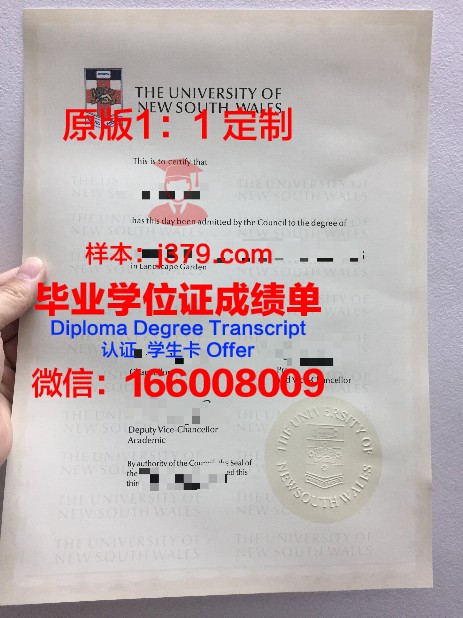 THE UNIVERSITY OF
NEW SOUTH WALES
原版1：1定制
This is to certify that
has this day been admitted by the Council to the degree of
样本：j379.com
in Landscape Garden
毕业学位证成绩单
Diploma Degree Transcript
认证 学生卡 Offer
微信：166008009
Deputy Vice-Chancellor
Academic
By authority of the Council the Seal of
the
this
THE UNIVERSITY OF
NEW SOUTH WALES